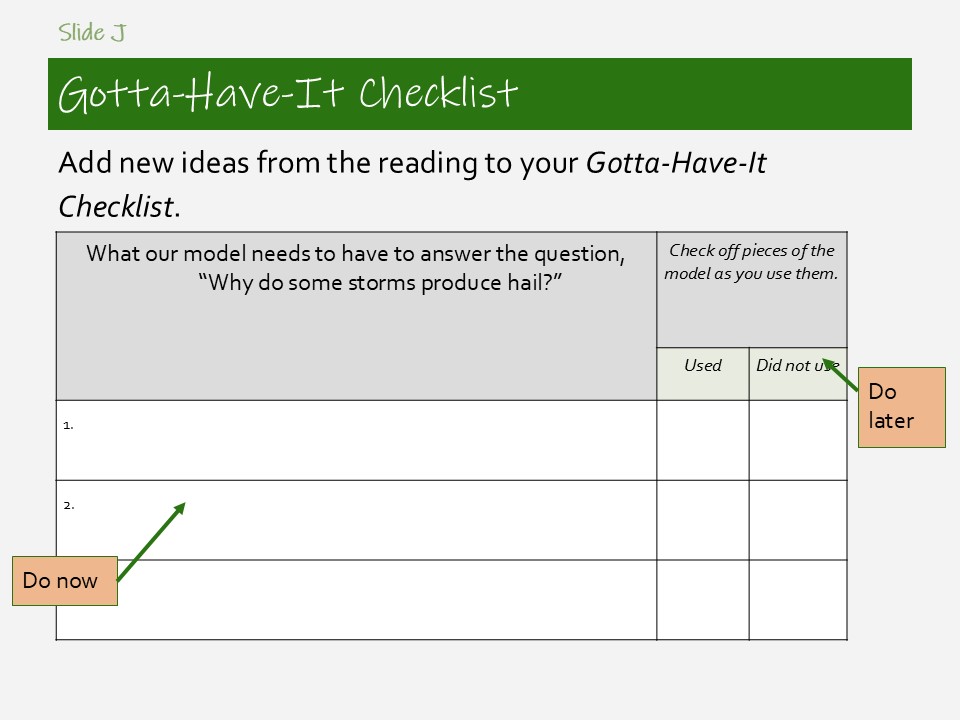 Slide J
Gotta-Have-It Checklist
Add new ideas from the reading to your Gotta-Have-It
Checklist.
What our model needs to have to answer the question,
“Why do some storms produce hail?”
Check off pieces of the
model as you use them.
Used
Did not use
Do
later
1.
2.
Do now